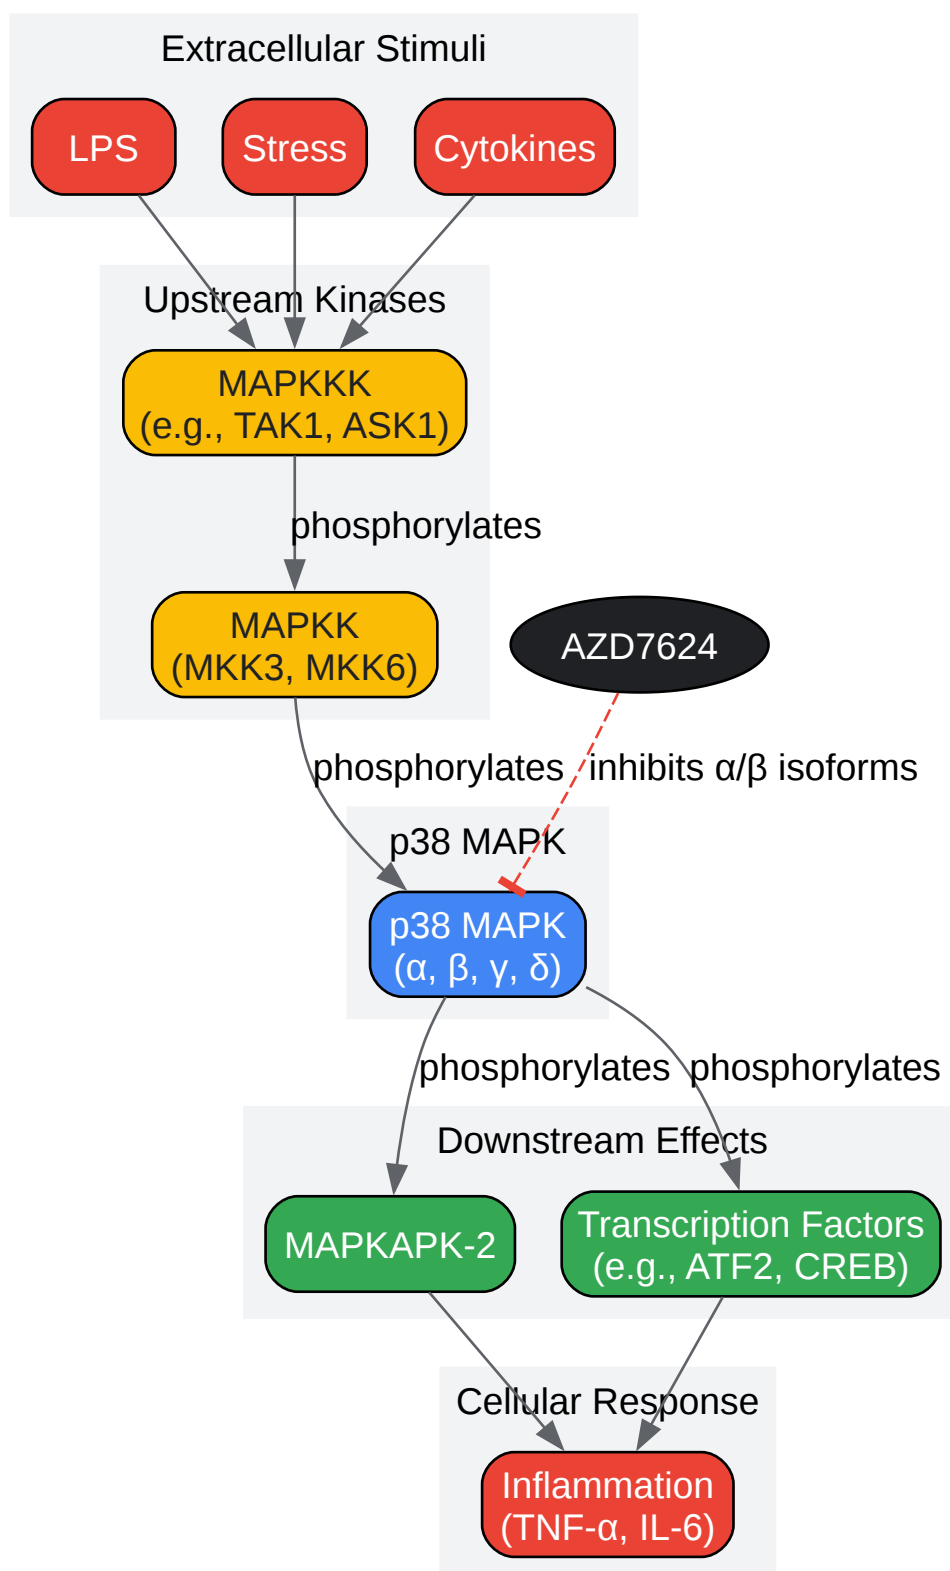 Extracellular Stimuli
LPS
Stress
Cytokines
Upstream Kinases
MAPKKK
(e.g., TAK1, ASK1)
phosphorylates
MAPKK
(MKK3, MKK6)
AZD7624
phosphorylates
inhibits α/β isoforms
p38 MAPK
p38 MAPK
(α, β, γ, δ)
phosphorylates
phosphorylates
Downstream Effects
MAPKAPK-2
Transcription Factors
(e.g., ATF2, CREB)
Cellular Response
Inflammation
(TNF-α, IL-6)